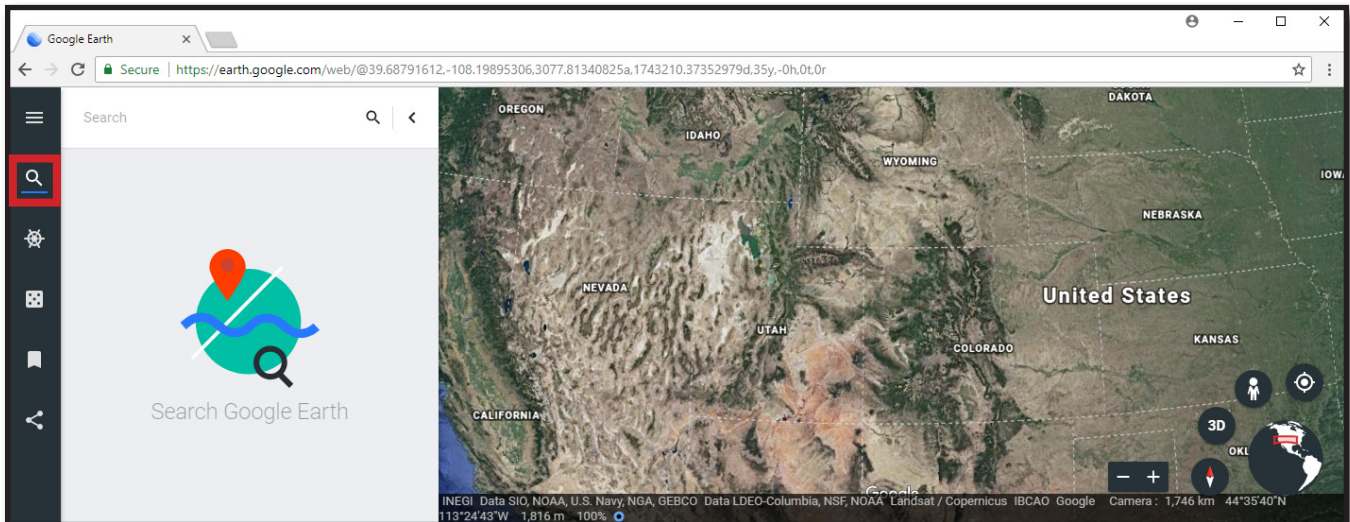 Google Earth
Secure | https://earth.google.com/web/@39.68791612,-108.19895306,3077.81340825a,1743210.37352979d,35y,-0h,0t,0r
Search
Search Google Earth
OREGON
IDAHO
WYOMING
DAKOTA
IOW
NEBRASKA
NEVADA
UTAH
United States
COLORADO
KANSAS
CALIFORNIA
3D
OKL
Google
INEGI Data SIO, NOAA, U.S. Navy, NGA, GEBCO Data LDEO-Columbia, NSF, NOAA Landsat / Copernicus IBCAO Google Camera: 1,746 km 44°35'40"N
113°24'43"W 1,816 m 100%